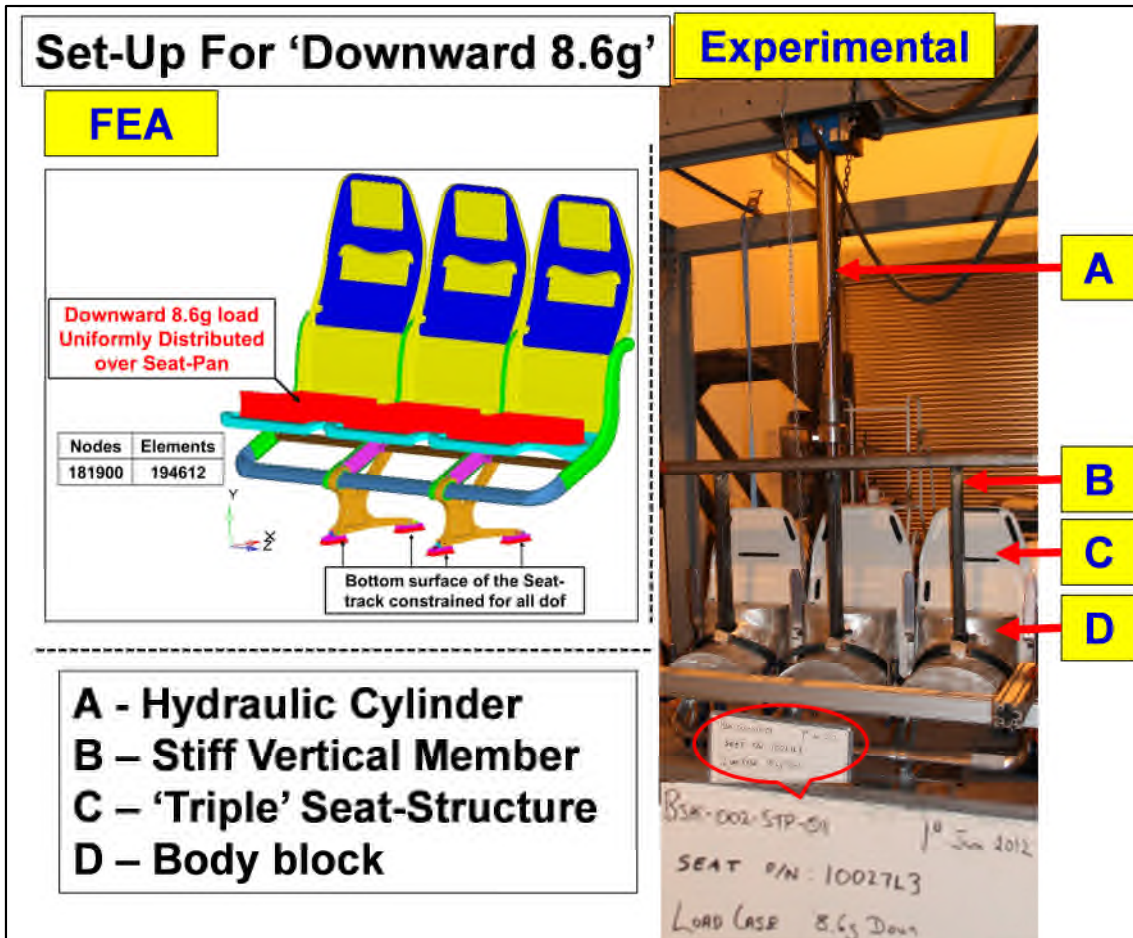 Set-Up For ‘Downward 8.6g’
Experimental
FEA
Downward 8.6g load
Uniformly Distributed
over Seat-Pan
Nodes Elements
181900 194612
Y
X
Z
Bottom surface of the Seat-
track constrained for all dof
A
B
C
D
A - Hydraulic Cylinder
B – Stiff Vertical Member
C – ‘Triple’ Seat-Structure
D – Body block
BSK-002-STP-01 1º Jun 2012
SEAT P/N: 10027L3
LOAD CASE 8.6g Down